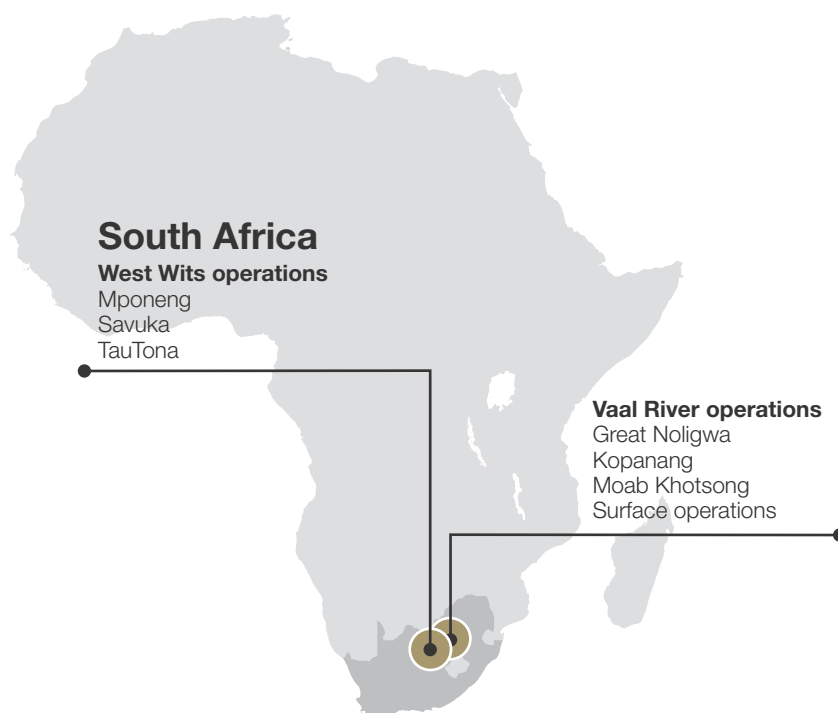 South Africa
West Wits operations
Mponeng
Savuka
TauTona
Vaal River operations
Great Noligwa
Kopanang
Moab Khotsong
Surface operations